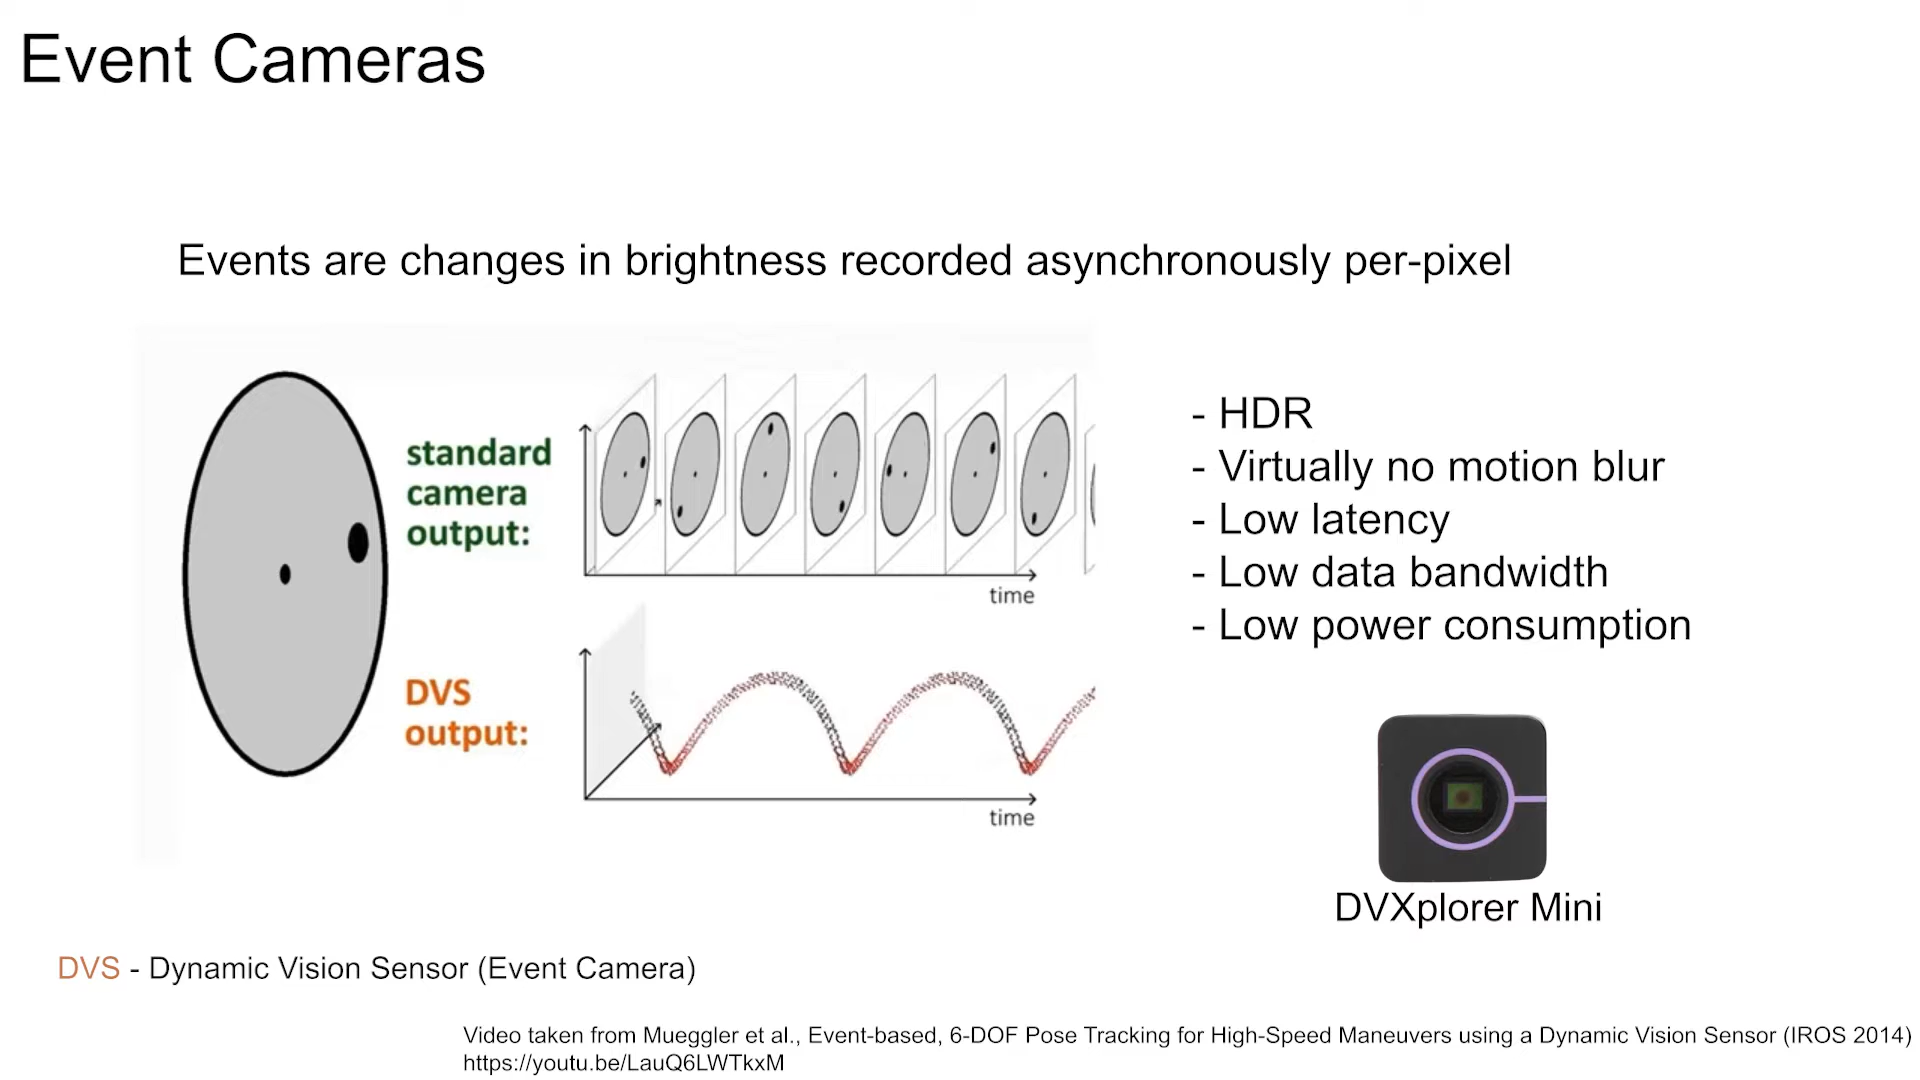 Event Cameras
Events are changes in brightness recorded asynchronously per-pixel
standard
camera
output:
time
DVS
output:
time
- HDR
- Virtually no motion blur
- Low latency
- Low data bandwidth
- Low power consumption
DVXplorer Mini
DVS - Dynamic Vision Sensor (Event Camera)
Video taken from Mueggler et al., Event-based, 6-DOF Pose Tracking for High-Speed Maneuvers using a Dynamic Vision Sensor (IROS 2014)
https://youtu.be/LauQ6LWTkxM